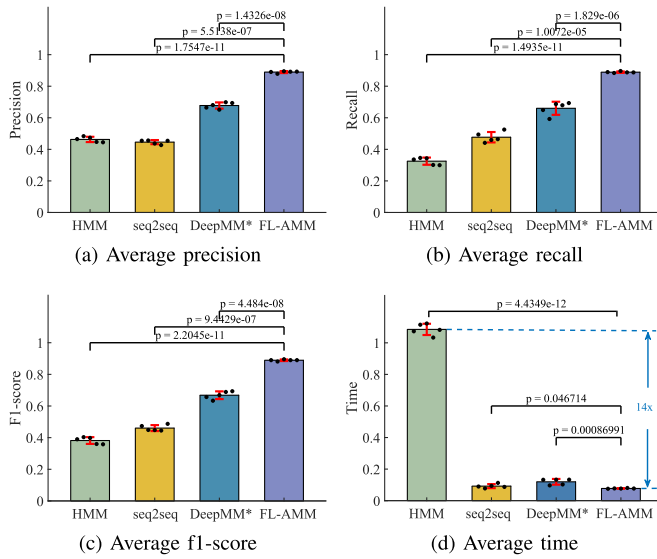 p = 1.4326e-08
p = 5.5138e-07
p = 1.7547e-11
1
0.8
0.6
0.4
0.2
0
Precision
HMM seq2seq DeepMM* FL-AMM
(a) Average precision
p = 1.829e-06
p = 1.0072e-05
p = 1.4935e-11
1
0.8
0.6
0.4
0.2
0
Recall
HMM seq2seq DeepMM* FL-AMM
(b) Average recall
p = 4.484e-08
p = 9.4429e-07
p = 2.2045e-11
1
0.8
0.6
0.4
0.2
0
F1-score
HMM seq2seq DeepMM* FL-AMM
(c) Average f1-score
p = 4.4349e-12
p = 0.046714
p = 0.00086991
14x
1.2
1
0.8
0.6
0.4
0.2
0
Time
HMM seq2seq DeepMM* FL-AMM
(d) Average time